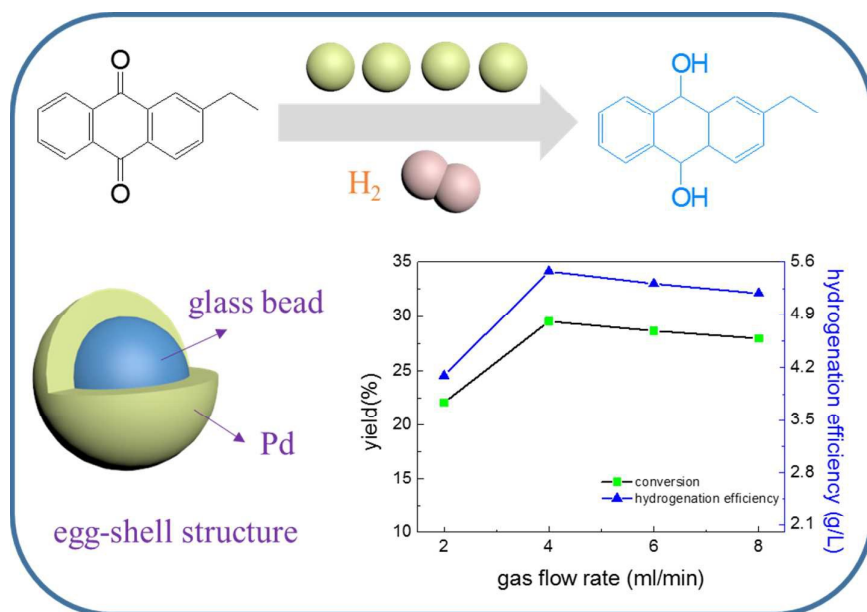 O
O
H₂
OH
OH
glass bead
Pd
egg-shell structure
35
30
25
20
15
10
yield(%)
5.6
4.9
4.2
3.5
2.8
2.1
hydrogenation efficiency (g/L)
conversion
hydrogenation efficiency
2 4 6 8
gas flow rate (ml/min)